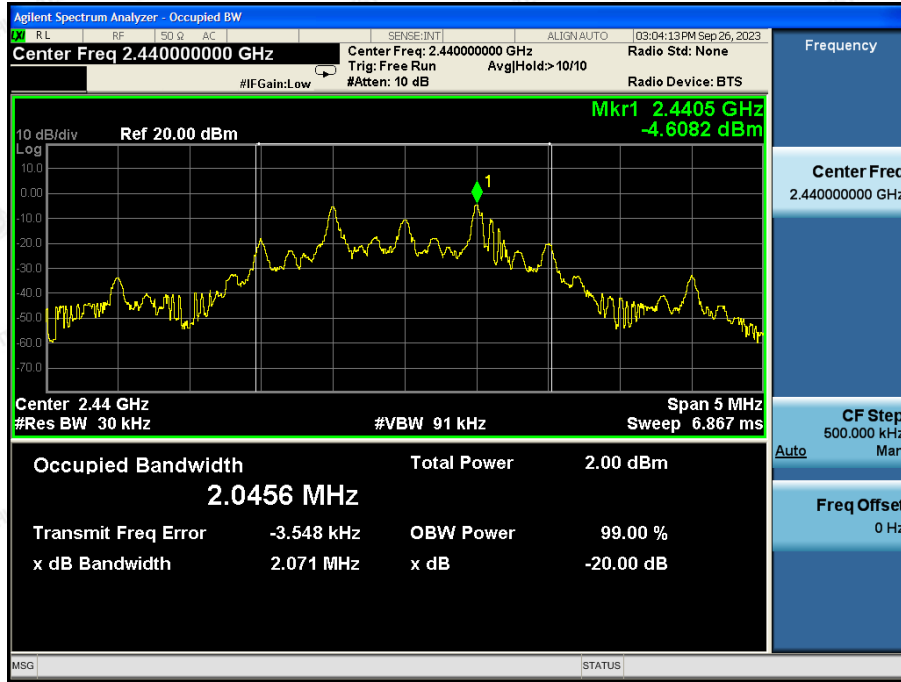 Agilent Spectrum Analyzer - Occupied BW
LXI RL RF 50 Ω AC SENSE:INT ALIGN AUTO 03:04:13 PM Sep 26, 2023
Center Freq 2.440000000 GHz
Center Freq: 2.440000000 GHz Radio Std: None
Trig: Free Run Avg|Hold:>10/10
#IFGain:Low #Atten: 10 dB Radio Device: BTS
Mkr1 2.4405 GHz
10 dB/div Ref 20.00 dBm -4.6082 dBm
Log
10.0
1
0.00
-10.0
-20.0
-30.0
-40.0
-50.0
-60.0
-70.0
Center 2.44 GHz Span 5 MHz
#Res BW 30 kHz #VBW 91 kHz Sweep 6.867 ms
Occupied Bandwidth Total Power 2.00 dBm
2.0456 MHz
Transmit Freq Error -3.548 kHz OBW Power 99.00 %
x dB Bandwidth 2.071 MHz x dB -20.00 dB
MSG STATUS
Frequency
Center Freq
2.440000000 GHz
CF Step
500.000 kHz
Auto Man
Freq Offset
0 Hz